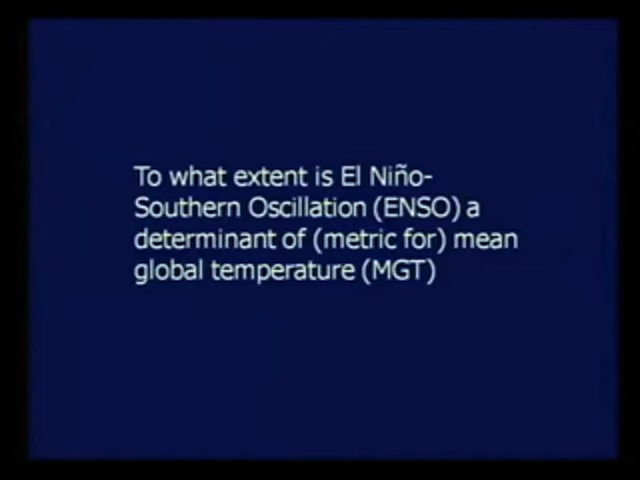 To what extent is El Niño-
Southern Oscillation (ENSO) a
determinant of (metric for) mean
global temperature (MGT)